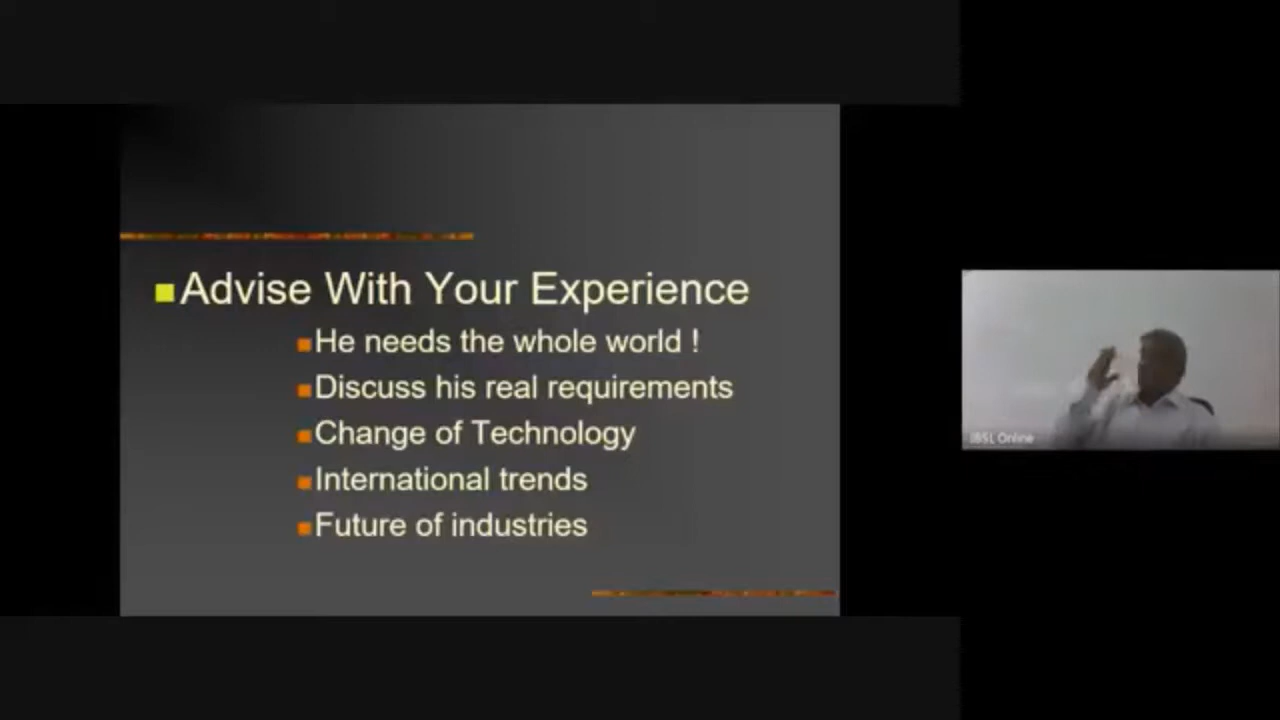 Advise With Your Experience
He needs the whole world !
Discuss his real requirements
Change of Technology
International trends
Future of industries
IBSL Online